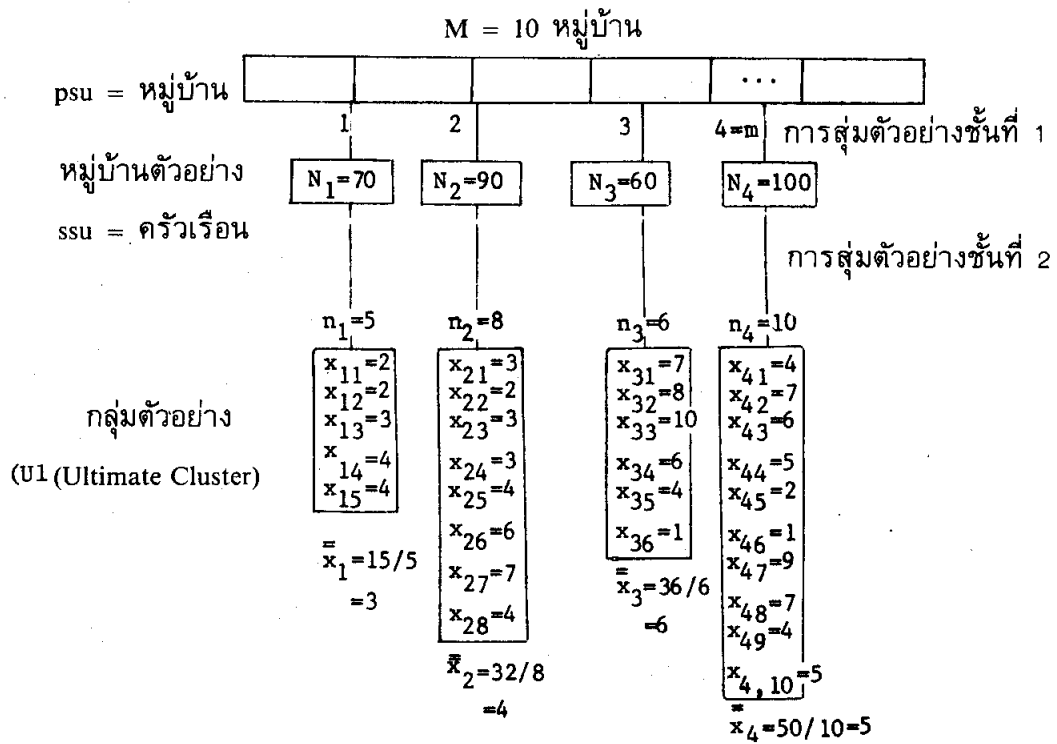 M = 10 หมู่บ้าน
...
psu = หมู่บ้าน
1 2 3 4=m การสุ่มตัวอย่างชั้นที่ 1
หมู่บ้านตัวอย่าง N₁=70 N₂=90 N₃=60 N₄=100
ssu = ครัวเรือน
การสุ่มตัวอย่างชั้นที่ 2
n₁=5 n₂=8 n₃=6 n₄=10
กลุ่มตัวอย่าง
(U1 (Ultimate Cluster)
x₁₁=2
x₁₂=2
x₁₃=3
x₁₄=4
x₁₅=4
x̿₁=15/5
=3
x₂₁=3
x₂₂=2
x₂₃=3
x₂₄=3
x₂₅=4
x₂₆=6
x₂₇=7
x₂₈=4
x̿₂=32/8
=4
x₃₁=7
x₃₂=8
x₃₃=10
x₃₄=6
x₃₅=4
x₃₆=1
x̿₃=36/6
=6
x₄₁=4
x₄₂=7
x₄₃=6
x₄₄=5
x₄₅=2
x₄₆=1
x₄₇=9
x₄₈=7
x₄₉=4
x₄,₁₀=5
x̿₄=50/10=5